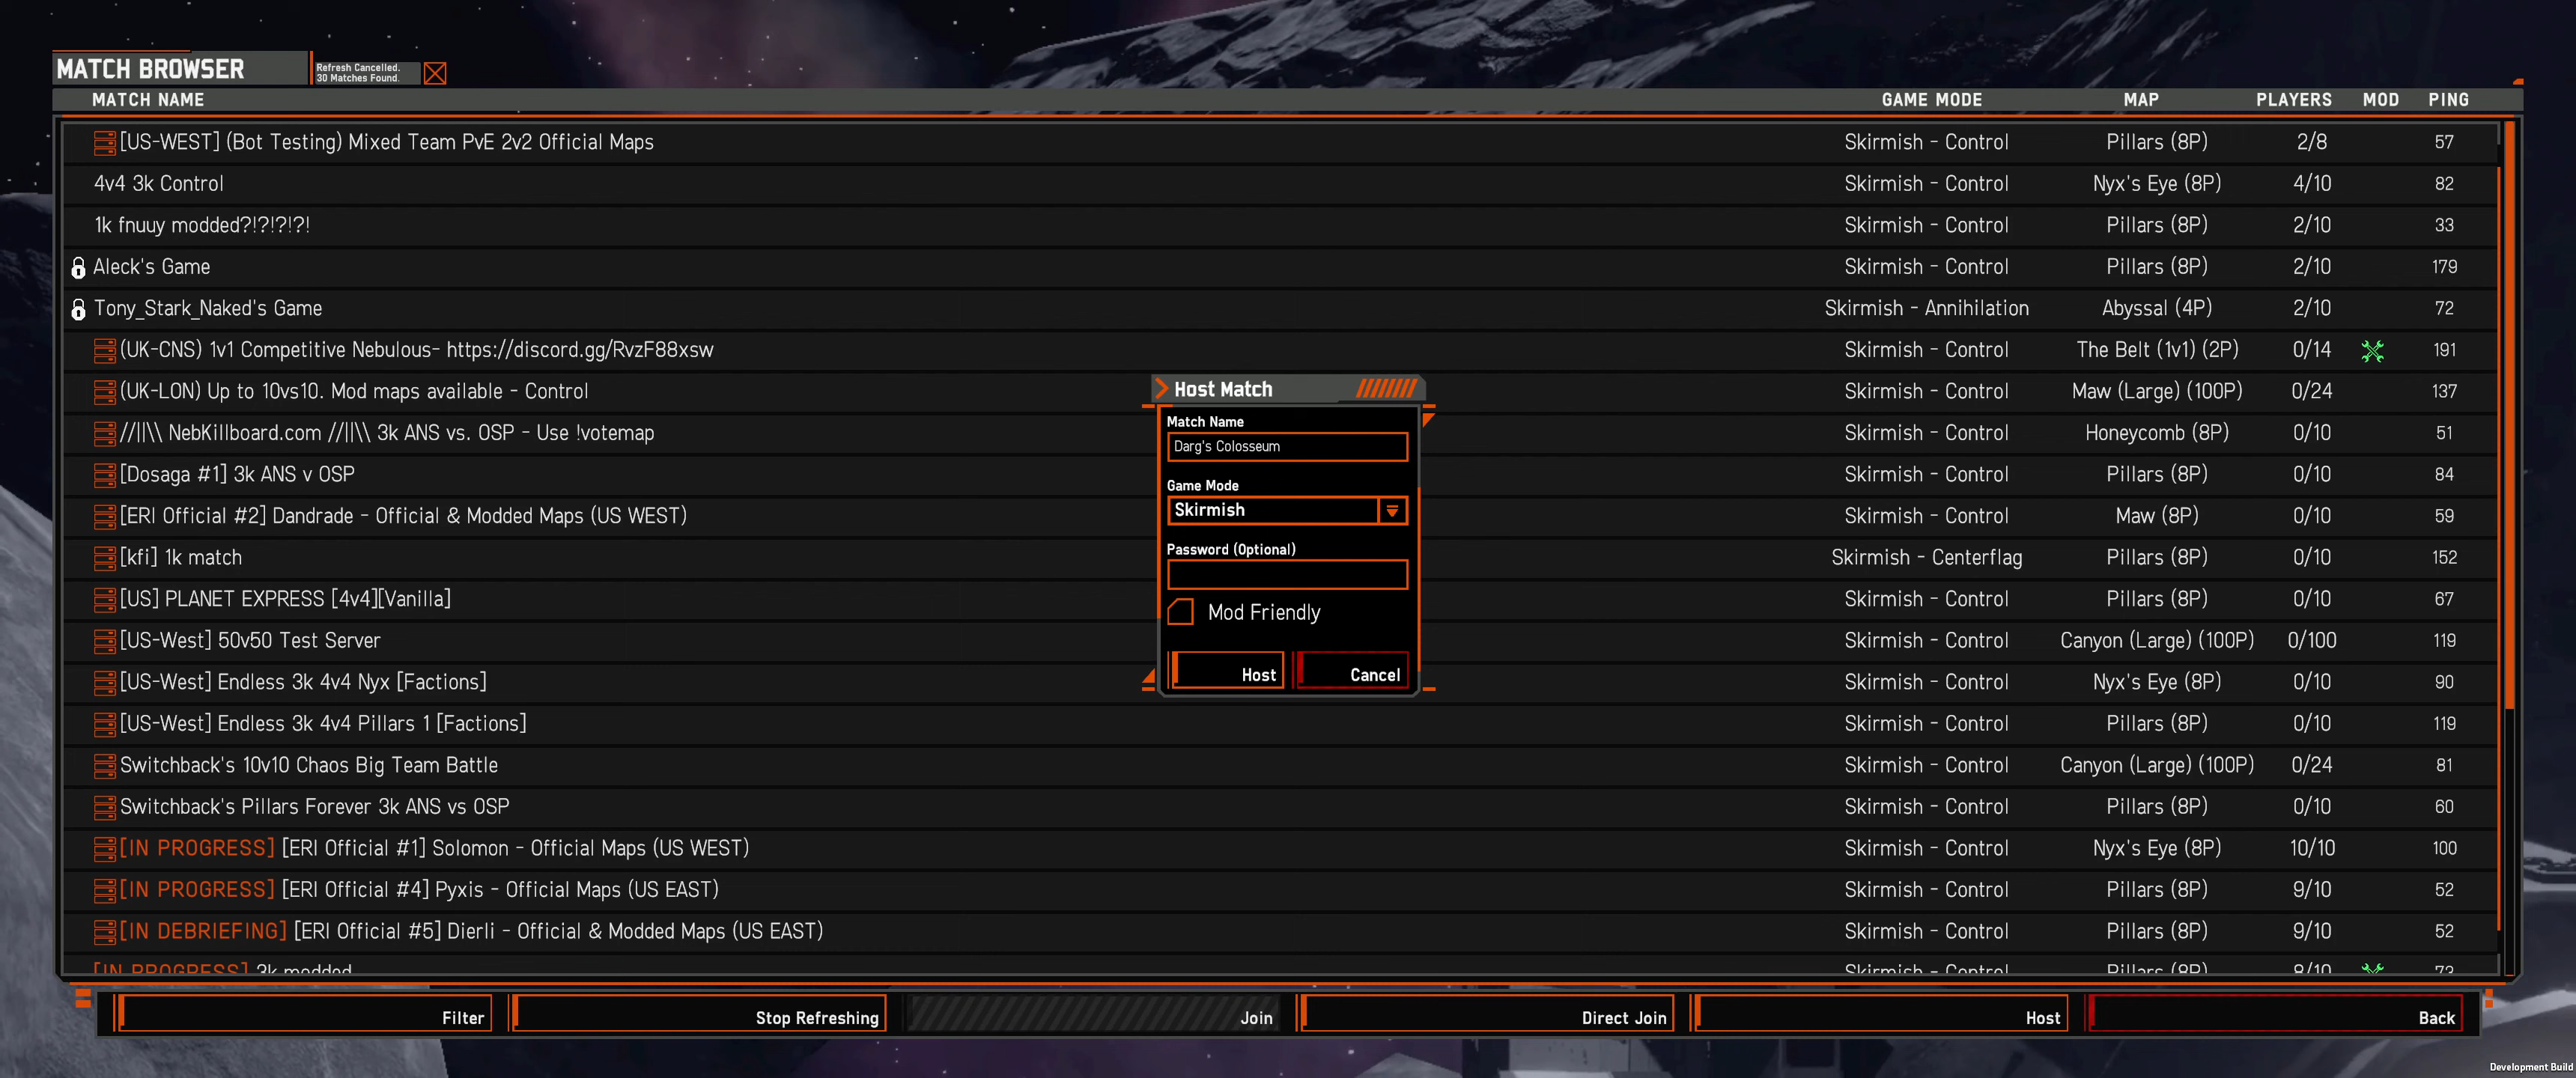 MATCH BROWSER
Refresh Cancelled.
30 Matches Found.
MATCH NAME GAME MODE MAP PLAYERS MOD PING
[US-WEST] (Bot Testing) Mixed Team PvE 2v2 Official Maps Skirmish - Control Pillars (8P) 2/8 57
4v4 3k Control Skirmish - Control Nyx's Eye (8P) 4/10 82
1k fnuuy modded?!?!?!?! Skirmish - Control Pillars (8P) 2/10 33
Aleck's Game Skirmish - Control Pillars (8P) 2/10 179
Tony_Stark_Naked's Game Skirmish - Annihilation Abyssal (4P) 2/10 72
(UK-CNS) 1v1 Competitive Nebulous- https://discord.gg/RvzF88xsw The Belt (1v1) (2P) Skirmish - Control 0/14 191
(UK-LON) Up to 10vs10. Mod maps available - Control Skirmish - Control Maw (Large) (100P) 0/24 137
//||\\ NebKillboard.com //||\\ 3k ANS vs. OSP - Use !votemap Skirmish - Control Honeycomb (8P) 0/10 51
[Dosaga #1] 3k ANS v OSP Skirmish - Control Pillars (8P) 0/10 84
[ERI Official #2] Dandrade - Official & Modded Maps (US WEST) Skirmish - Control Maw (8P) 0/10 59
[kfi] 1k match Skirmish - Centerflag Pillars (8P) 0/10 152
[US] PLANET EXPRESS [4v4][Vanilla] Skirmish - Control Pillars (8P) 0/10 67
[US-West] 50v50 Test Server Skirmish - Control Canyon (Large) (100P) 0/100 119
[US-West] Endless 3k 4v4 Nyx [Factions] Skirmish - Control Nyx's Eye (8P) 0/10 90
[US-West] Endless 3k 4v4 Pillars 1 [Factions] Skirmish - Control Pillars (8P) 0/10 119
Switchback's 10v10 Chaos Big Team Battle Skirmish - Control Canyon (Large) (100P) 0/24 81
Switchback's Pillars Forever 3k ANS vs OSP Skirmish - Control Pillars (8P) 0/10 60
[IN PROGRESS] [ERI Official #1] Solomon - Official Maps (US WEST) Skirmish - Control Nyx's Eye (8P) 10/10 100
[IN PROGRESS] [ERI Official #4] Pyxis - Official Maps (US EAST) Skirmish - Control Pillars (8P) 9/10 52
[IN DEBRIEFING] [ERI Official #5] Dierli - Official & Modded Maps (US EAST) Skirmish - Control Pillars (8P) 9/10 52
[IN PROGRESS] 3k modded Skirmish - Control Pillars (8P) 8/10 73
Host Match
Match Name
Darg's Colosseum
Game Mode
Skirmish
Password (Optional)
Mod Friendly
Host Cancel
Filter Stop Refreshing Join Direct Join Host Back
Development Build